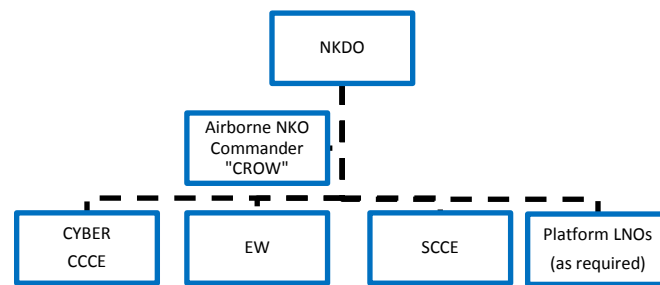 NKDO
Airborne NKO
Commander
"CROW"
CYBER
CCCE
EW
SCCE
Platform LNOs
(as required)